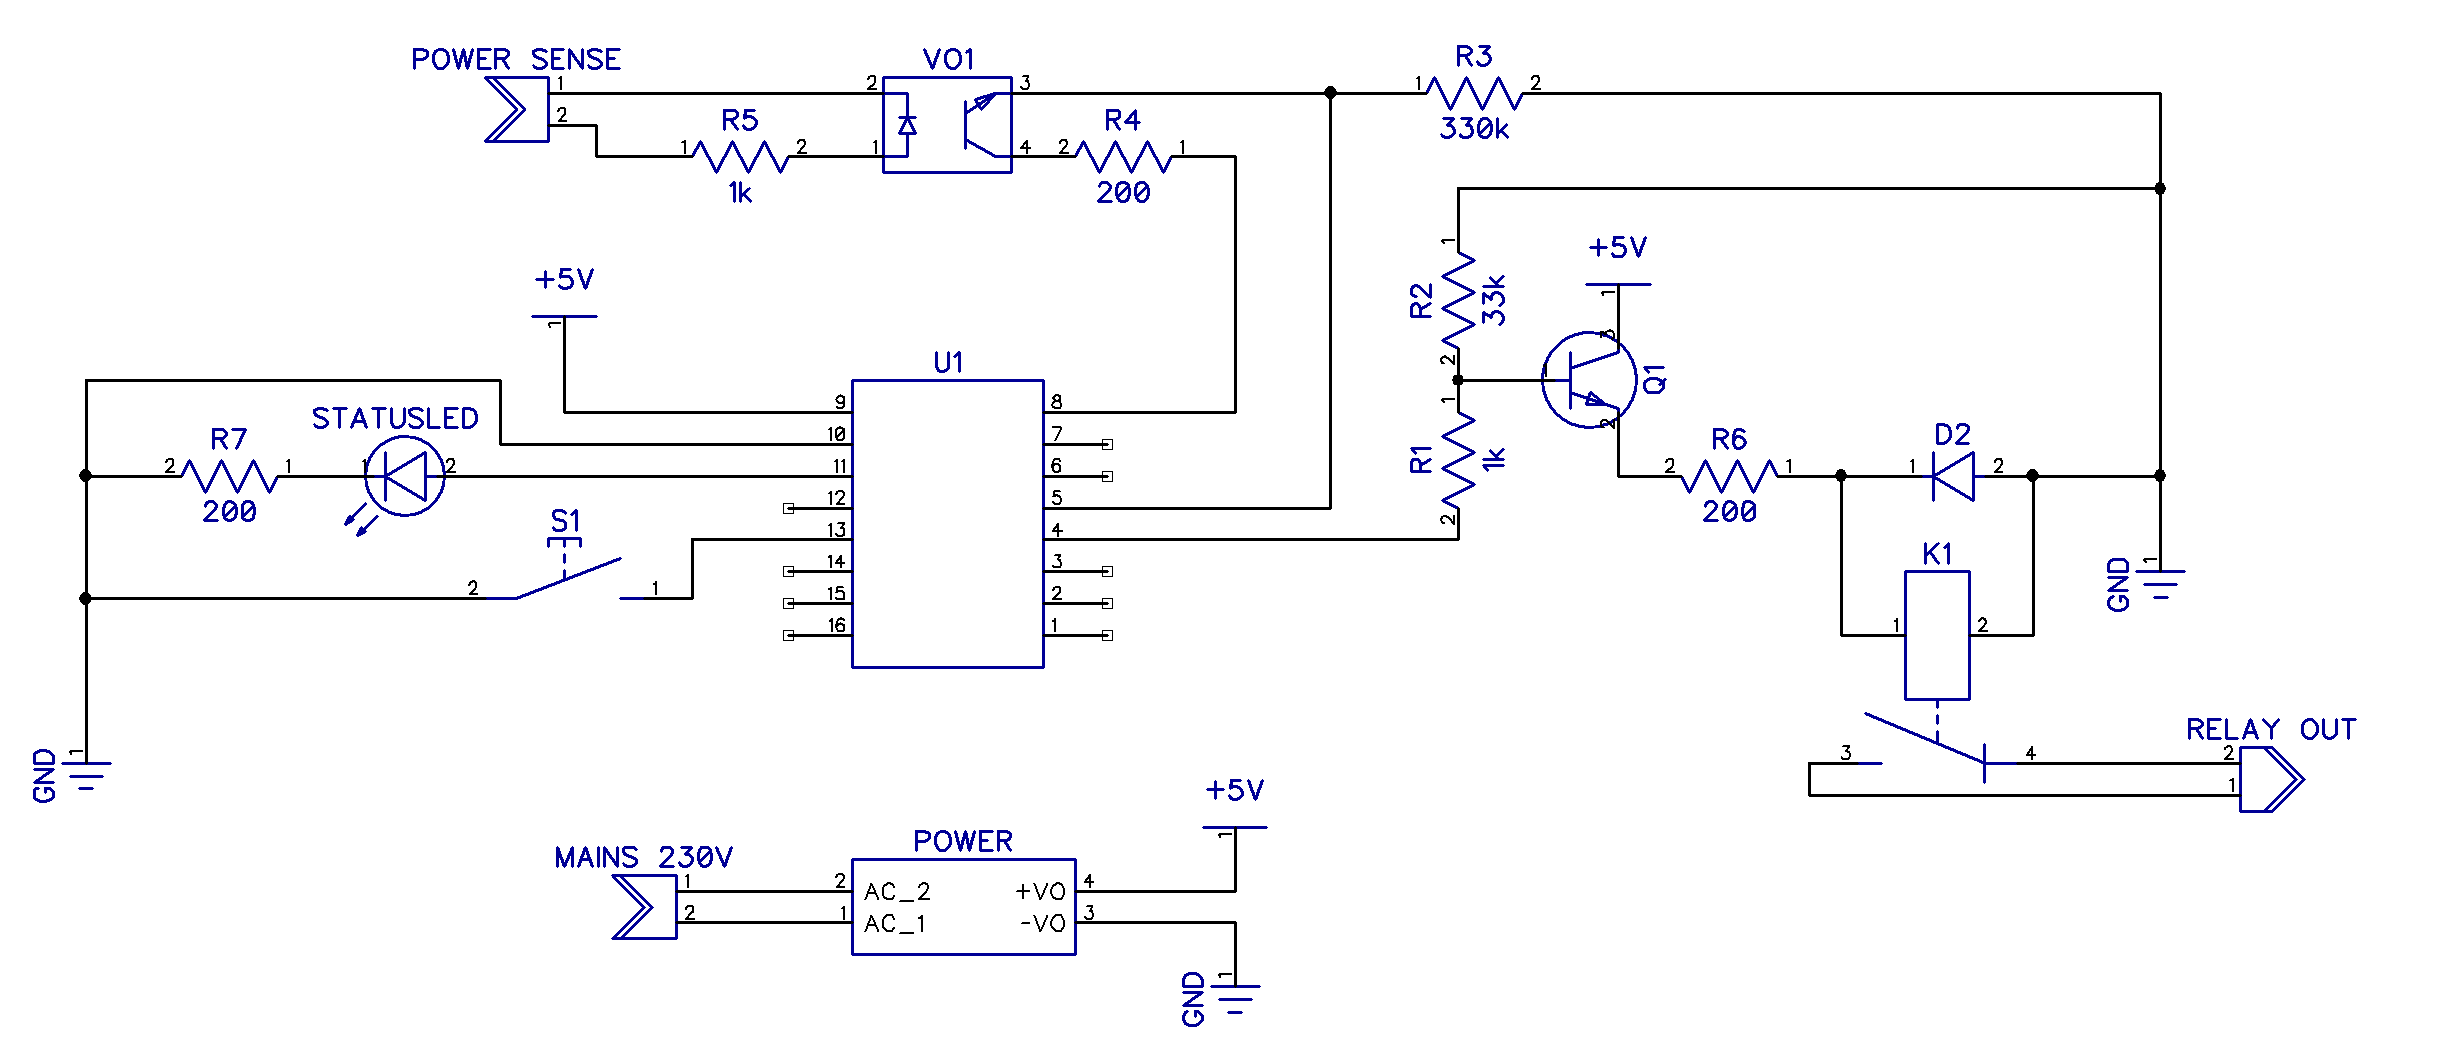 POWER SENSE
VO1
R3
1 2 3 1 2
2
R5
R4
330k
1 2 1 4 2 1
1k
200
+5V
+5V
1
1
R2
33k
1
2
3
1
2
Q1
U1
9 8
10 7
11 6
12 5
13 4
14 3
15 2
16 1
STATUSLED
R7
2 1 1 2
200
S1
2 1
R1
1k
1
2
R6
2 1
200
D2
1 2
K1
1 2
GND
1
GND
1
RELAY OUT
3 4 2
1
+5V
1
POWER
MAINS 230V
1 2 AC_2 +VO 4
2 1 AC_1 -VO 3
GND
1